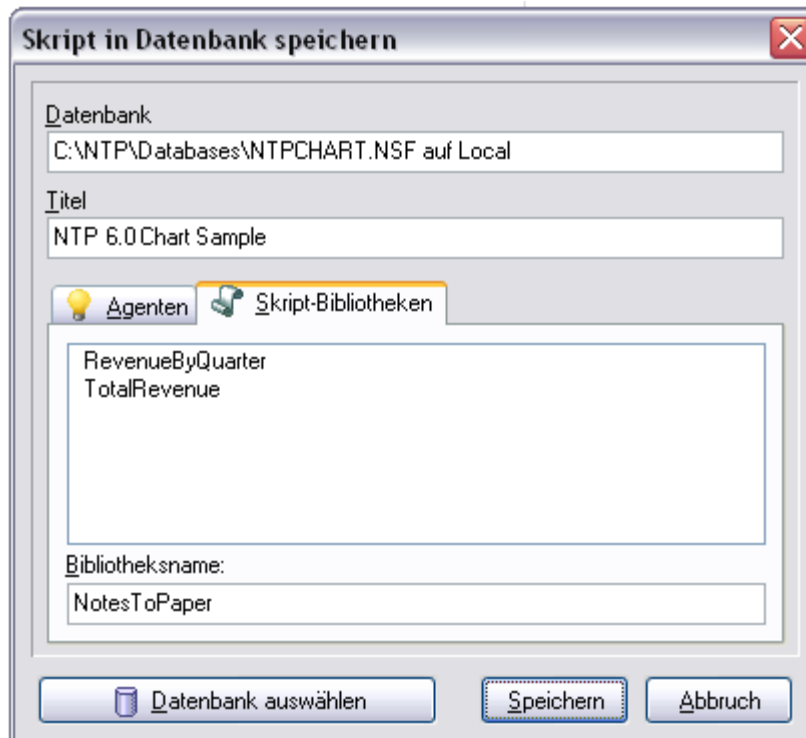 Skript in Datenbank speichern
Datenbank
C:\NTP\Databases\NTPCHART.NSF auf Local
Titel
NTP 6.0 Chart Sample
Agenten Skript-Bibliotheken
RevenueByQuarter
TotalRevenue
Bibliotheksname:
NotesToPaper
Datenbank auswählen Speichern Abbruch